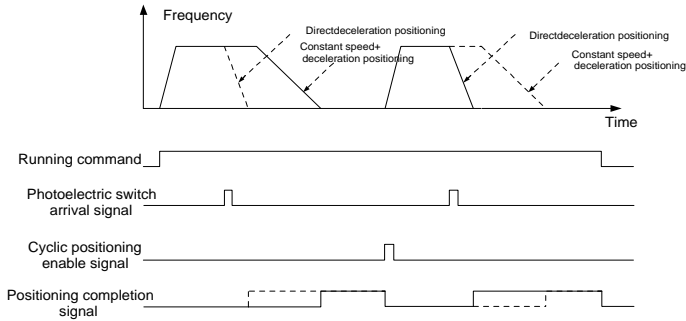 Frequency
Directdeceleration positioning
Constant speed+
deceleration positioning
Directdeceleration positioning
Constant speed+
deceleration positioning
Time
Running command
Photoelectric switch
arrival signal
Cyclic positioning
enable signal
Positioning completion
signal